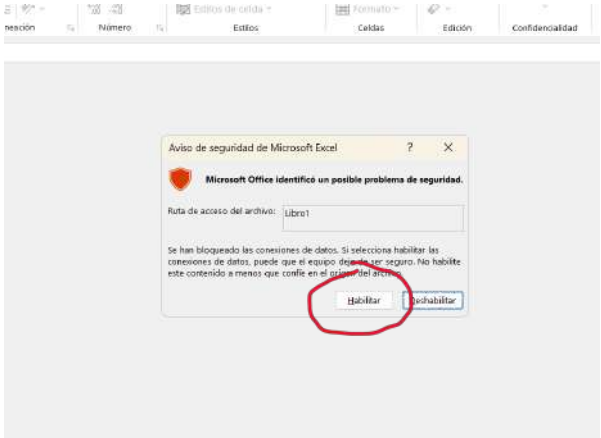 Estilos de celda
Formato
Número
Estilos
Celdas
Edición
Confidencialidad
Aviso de seguridad de Microsoft Excel
Microsoft Office identificó un posible problema de seguridad.
Ruta de acceso del archivo: Libro1
Se han bloqueado las conexiones de datos. Si selecciona habilitar las
conexiones de datos, puede que el equipo deje de ser seguro. No habilite
este contenido a menos que confíe en el origen del archivo.
Habilitar Deshabilitar